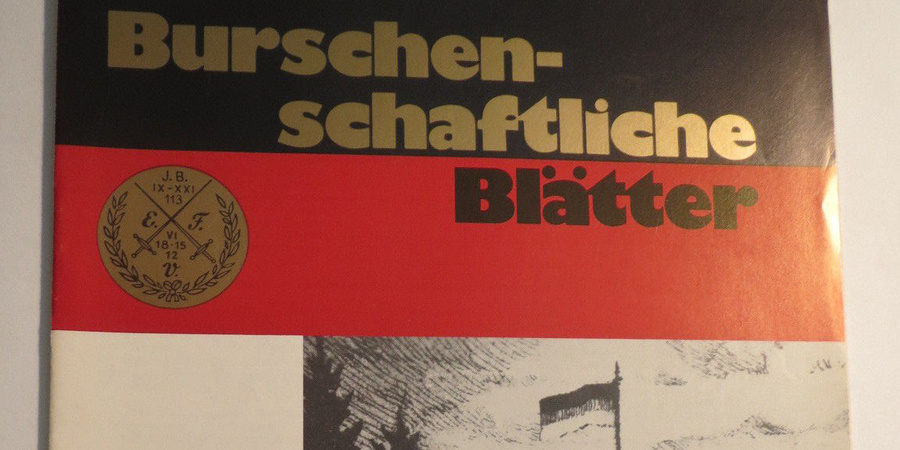 Burschen-
schaftliche
Blätter
J. B.
IX-XXI
113
E. F.
VI
18-15
12
V.